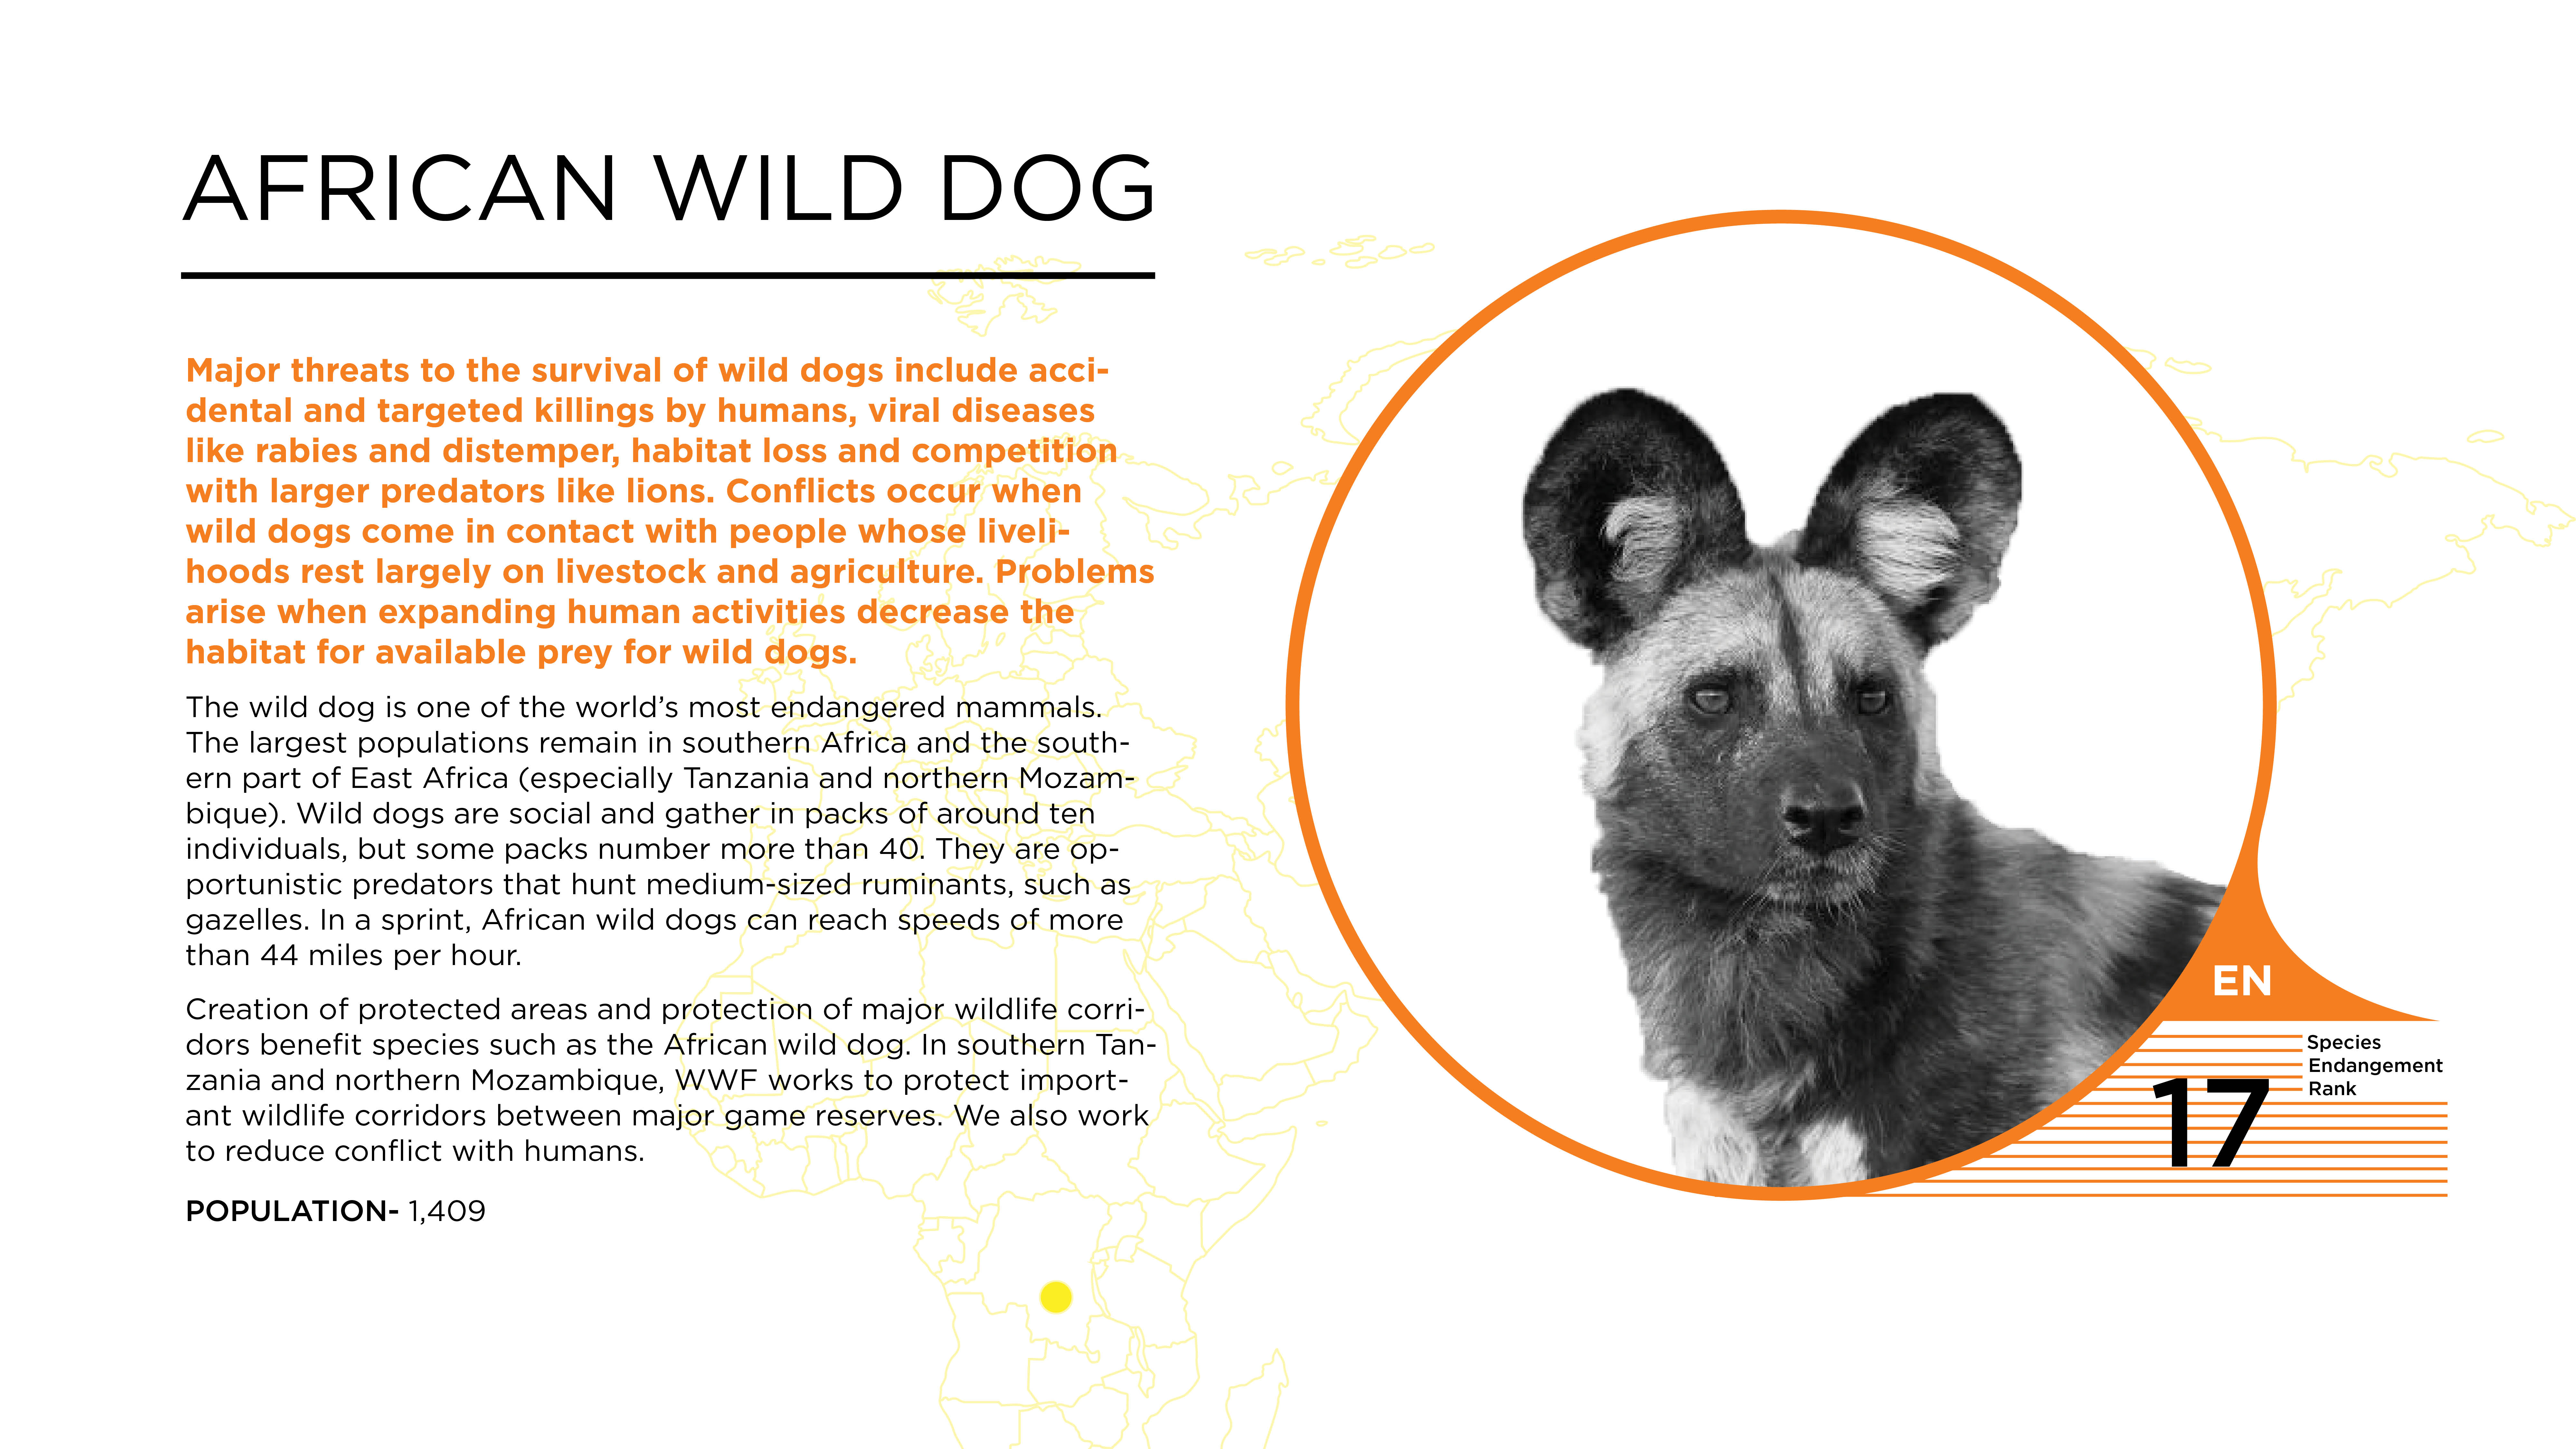 AFRICAN WILD DOG
Major threats to the survival of wild dogs include acci-
dental and targeted killings by humans, viral diseases
like rabies and distemper, habitat loss and competition
with larger predators like lions. Conflicts occur when
wild dogs come in contact with people whose liveli-
hoods rest largely on livestock and agriculture. Problems
arise when expanding human activities decrease the
habitat for available prey for wild dogs.
The wild dog is one of the world’s most endangered mammals.
The largest populations remain in southern Africa and the south-
ern part of East Africa (especially Tanzania and northern Mozam-
bique). Wild dogs are social and gather in packs of around ten
individuals, but some packs number more than 40. They are op-
portunistic predators that hunt medium-sized ruminants, such as
gazelles. In a sprint, African wild dogs can reach speeds of more
than 44 miles per hour.
Creation of protected areas and protection of major wildlife corri-
dors benefit species such as the African wild dog. In southern Tan-
zania and northern Mozambique, WWF works to protect import-
ant wildlife corridors between major game reserves. We also work
to reduce conflict with humans.
POPULATION- 1,409
EN
Species
Endangement
Rank
17